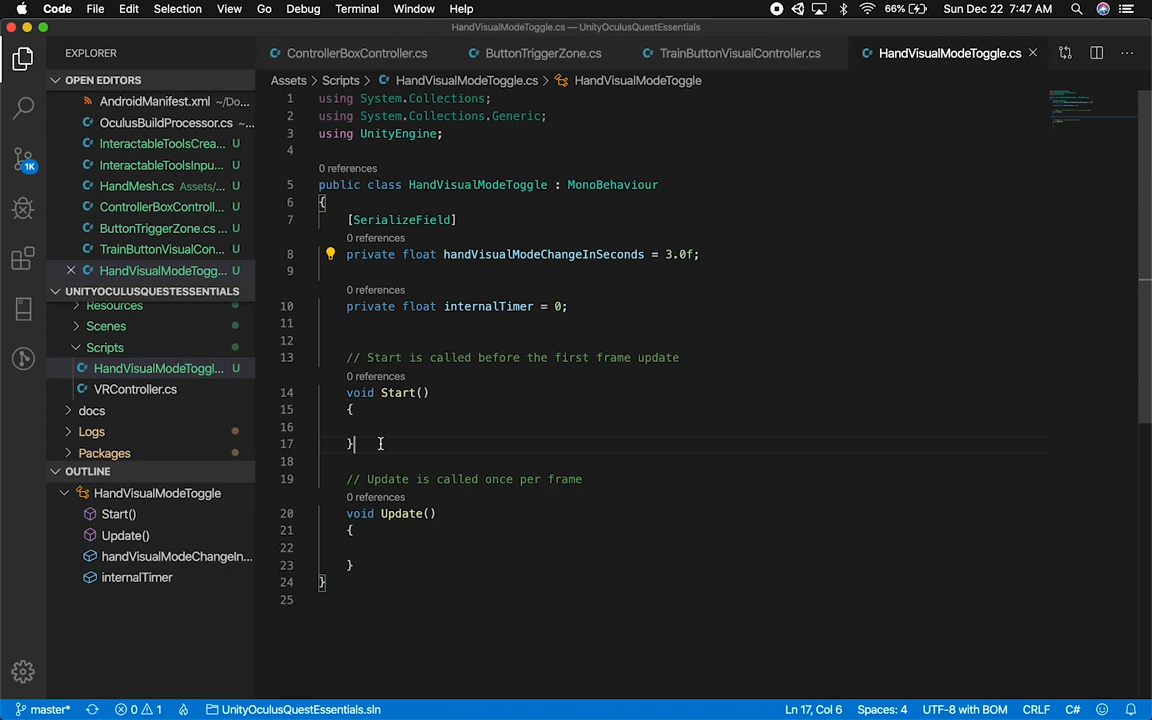 Code File Edit Selection View Go Debug Terminal Window Help 66% Sun Dec 22 7:47 AM
HandVisualModeToggle.cs — UnityOculusQuestEssentials
EXPLORER
ControllerBoxController.cs ButtonTriggerZone.cs TrainButtonVisualController.cs HandVisualModeToggle.cs
OPEN EDITORS
AndroidManifest.xml ~/Do...
OculusBuildProcessor.cs ~...
InteractableToolsCrea... U
InteractableToolsInpu... U
HandMesh.cs Assets/... U
ControllerBoxControll... U
ButtonTriggerZone.cs ... U
TrainButtonVisualCon... U
HandVisualModeTogg... U
UNITYOCULUSQUESTESSENTIALS
Resources
Scenes
Scripts
HandVisualModeToggl... U
VRController.cs
docs
Logs
Packages
OUTLINE
HandVisualModeToggle
Start()
Update()
handVisualModeChangeIn...
internalTimer
1K
Assets > Scripts > HandVisualModeToggle.cs > HandVisualModeToggle
1 using System.Collections;
2 using System.Collections.Generic;
3 using UnityEngine;
4
0 references
5 public class HandVisualModeToggle : MonoBehaviour
6 {
7 [SerializeField]
0 references
8 private float handVisualModeChangeInSeconds = 3.0f;
9
0 references
10 private float internalTimer = 0;
11
12
13 // Start is called before the first frame update
0 references
14 void Start()
15 {
16
17 }
18
19 // Update is called once per frame
0 references
20 void Update()
21 {
22
23 }
24 }
25
master* 0 1 UnityOculusQuestEssentials.sln Ln 17, Col 6 Spaces: 4 UTF-8 with BOM CRLF C#